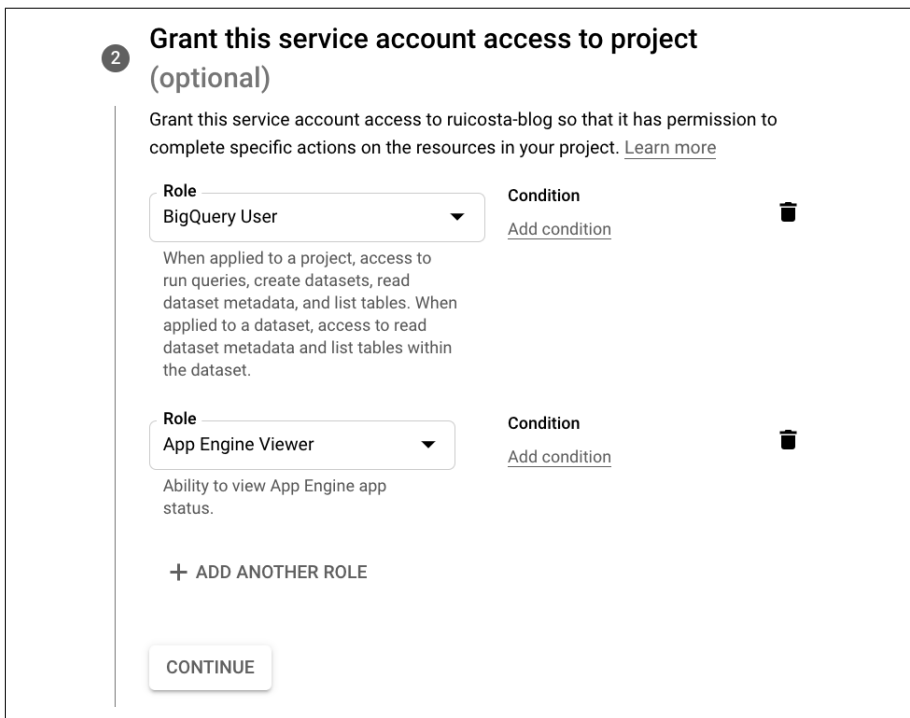 2
Grant this service account access to project
(optional)
Grant this service account access to ruicosta-blog so that it has permission to
complete specific actions on the resources in your project. Learn more
Role
BigQuery User
Condition
Add condition
When applied to a project, access to
run queries, create datasets, read
dataset metadata, and list tables. When
applied to a dataset, access to read
dataset metadata and list tables within
the dataset.
Role
App Engine Viewer
Condition
Add condition
Ability to view App Engine app
status.
+ ADD ANOTHER ROLE
CONTINUE